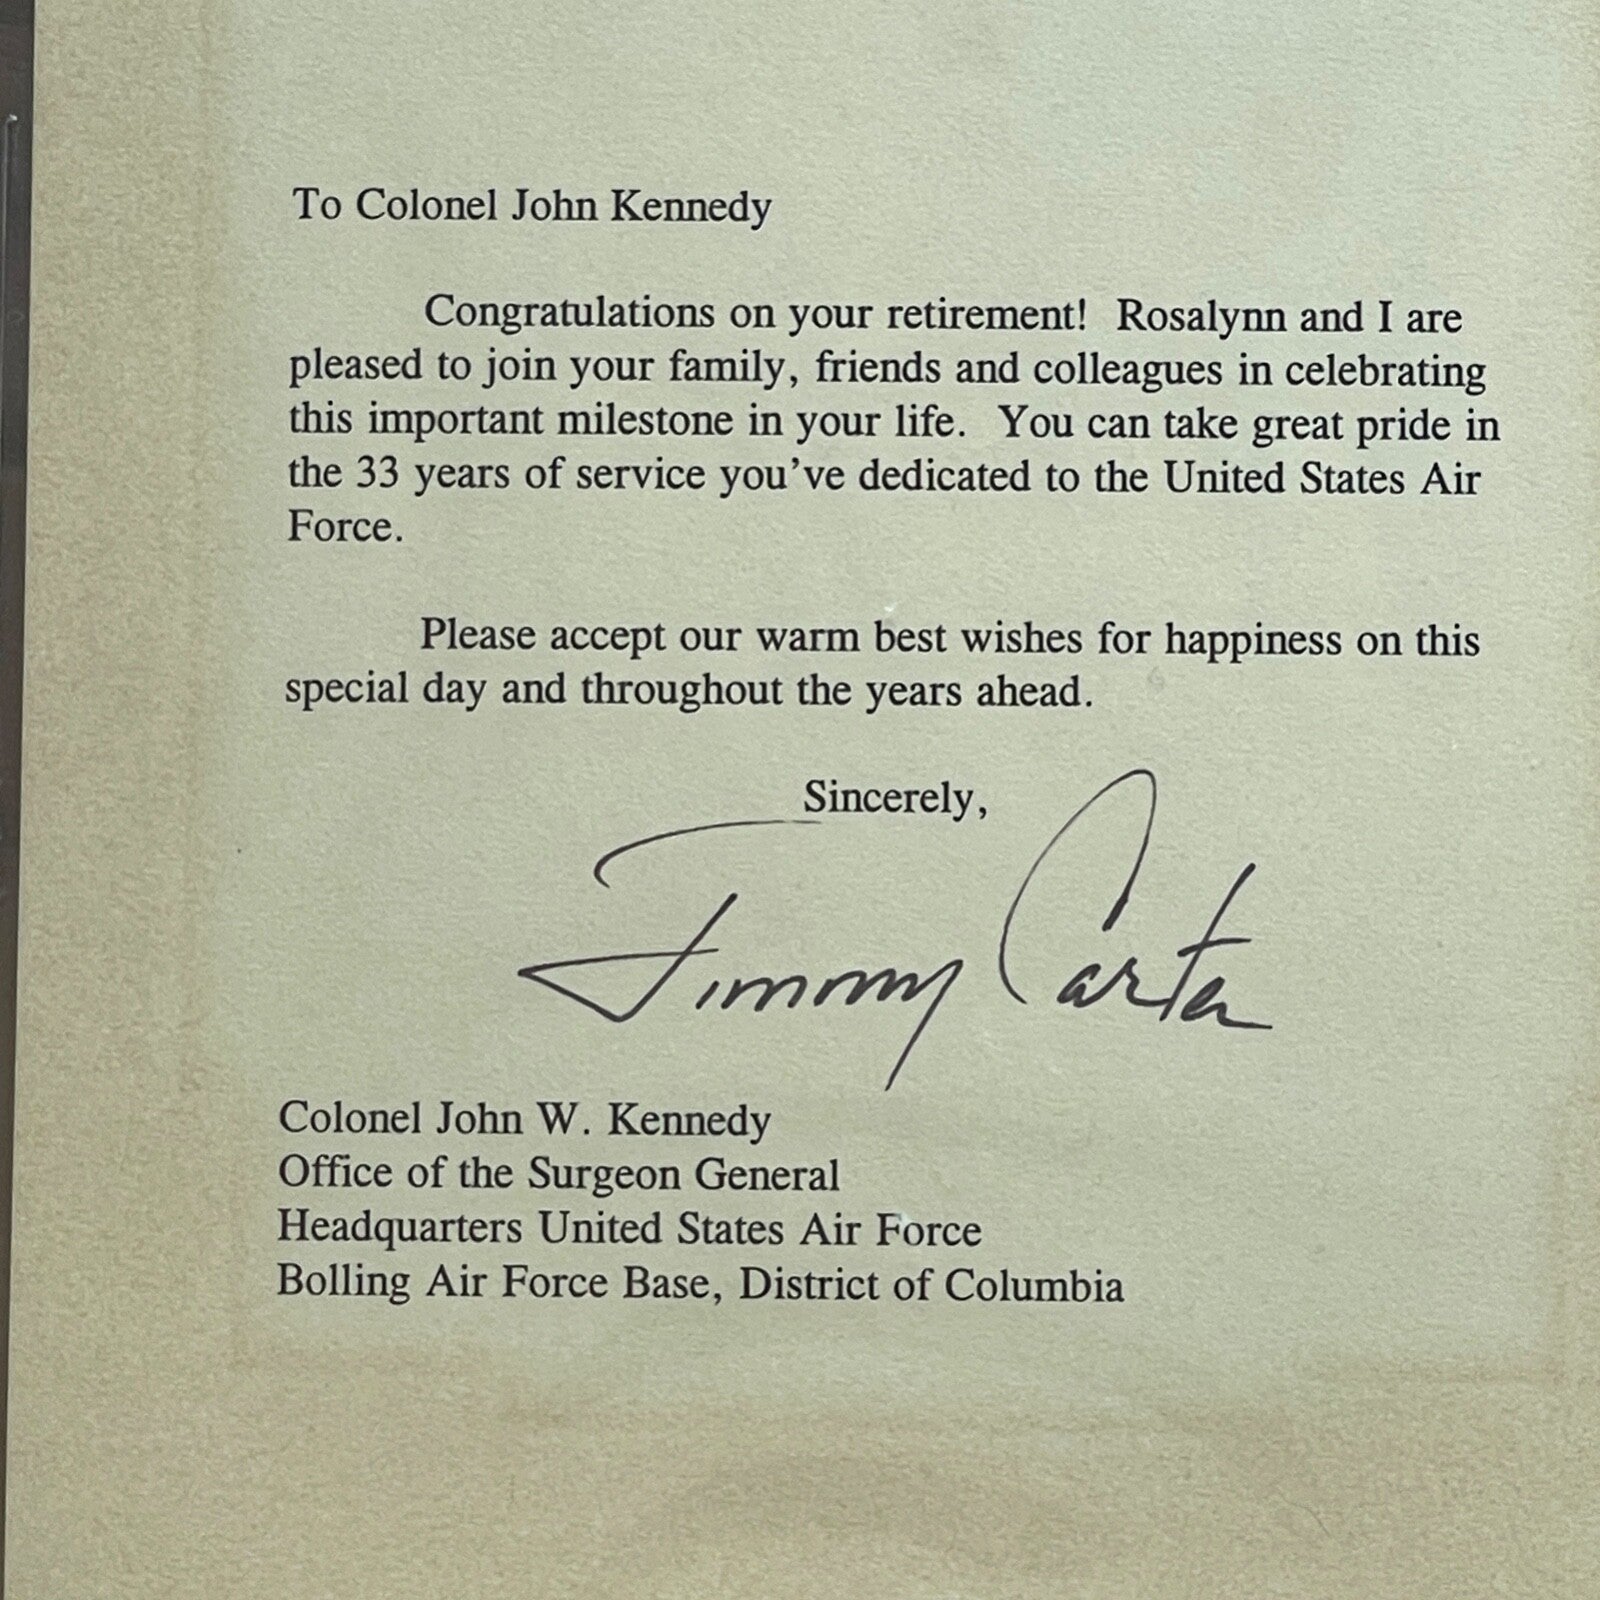 To Colonel John Kennedy
Congratulations on your retirement! Rosalynn and I are
pleased to join your family, friends and colleagues in celebrating
this important milestone in your life. You can take great pride in
the 33 years of service you've dedicated to the United States Air
Force.
Please accept our warm best wishes for happiness on this
special day and throughout the years ahead.
Sincerely,
Jimmy Carter
Colonel John W. Kennedy
Office of the Surgeon General
Headquarters United States Air Force
Bolling Air Force Base, District of Columbia